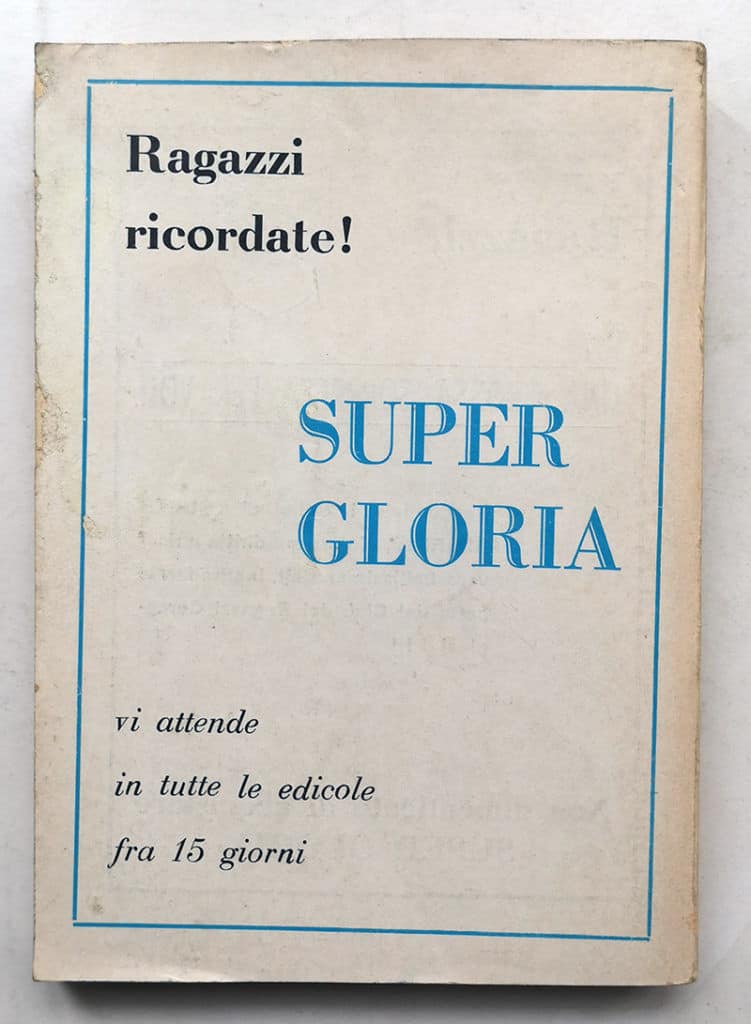 Ragazzi
ricordate!
SUPER
GLORIA
vi attende
in tutte le edicole
fra 15 giorni